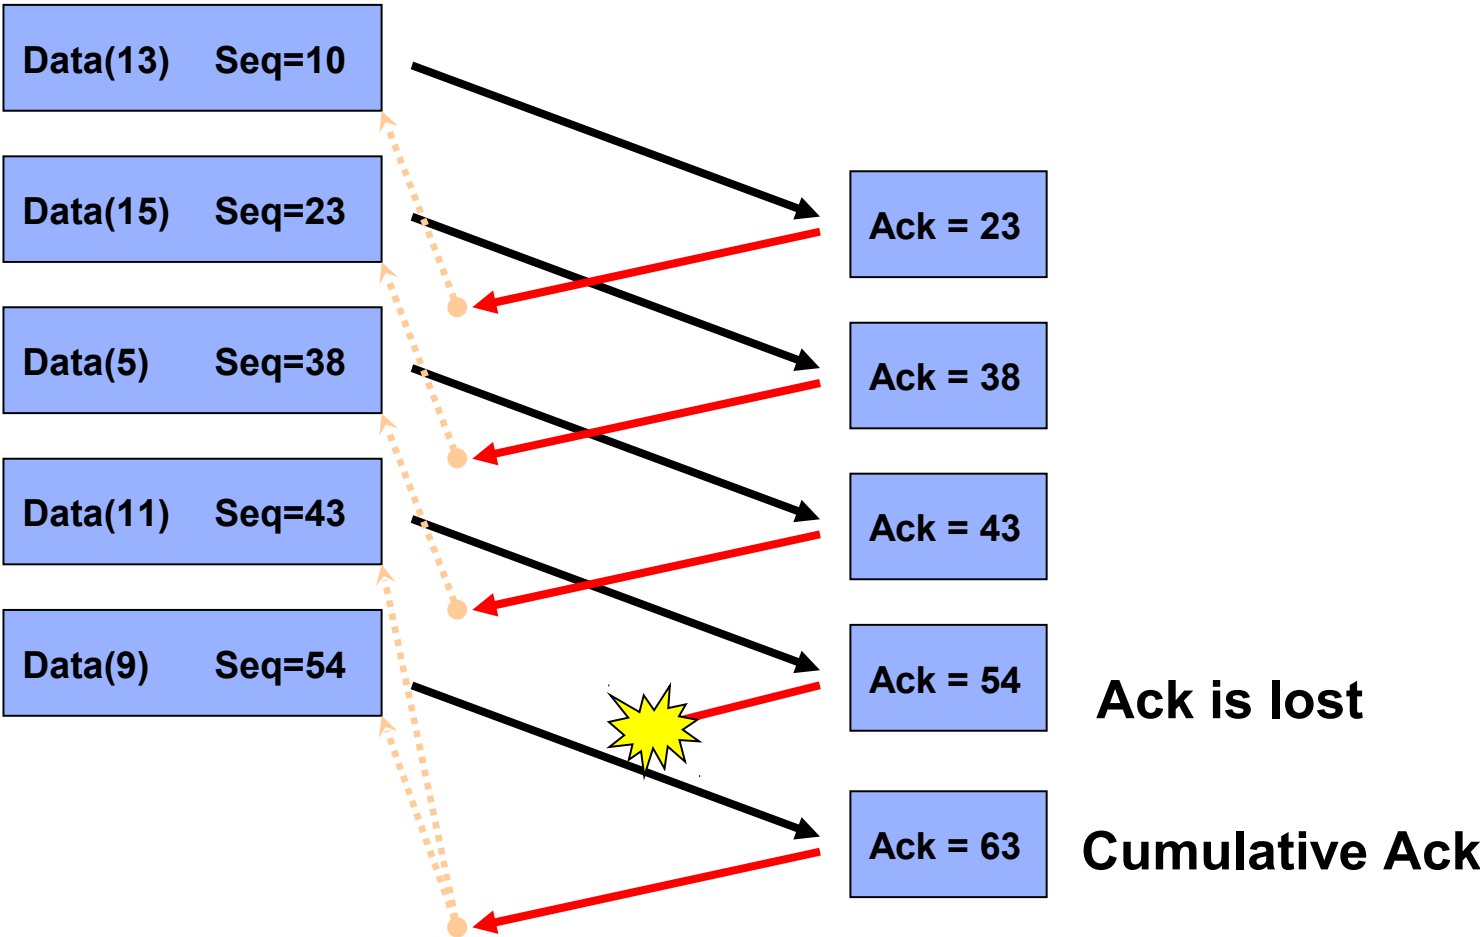 Data(13) Seq=10
Data(15) Seq=23
Ack = 23
Data(5) Seq=38
Ack = 38
Data(11) Seq=43
Ack = 43
Data(9) Seq=54
Ack = 54
Ack is lost
Ack = 63
Cumulative Ack